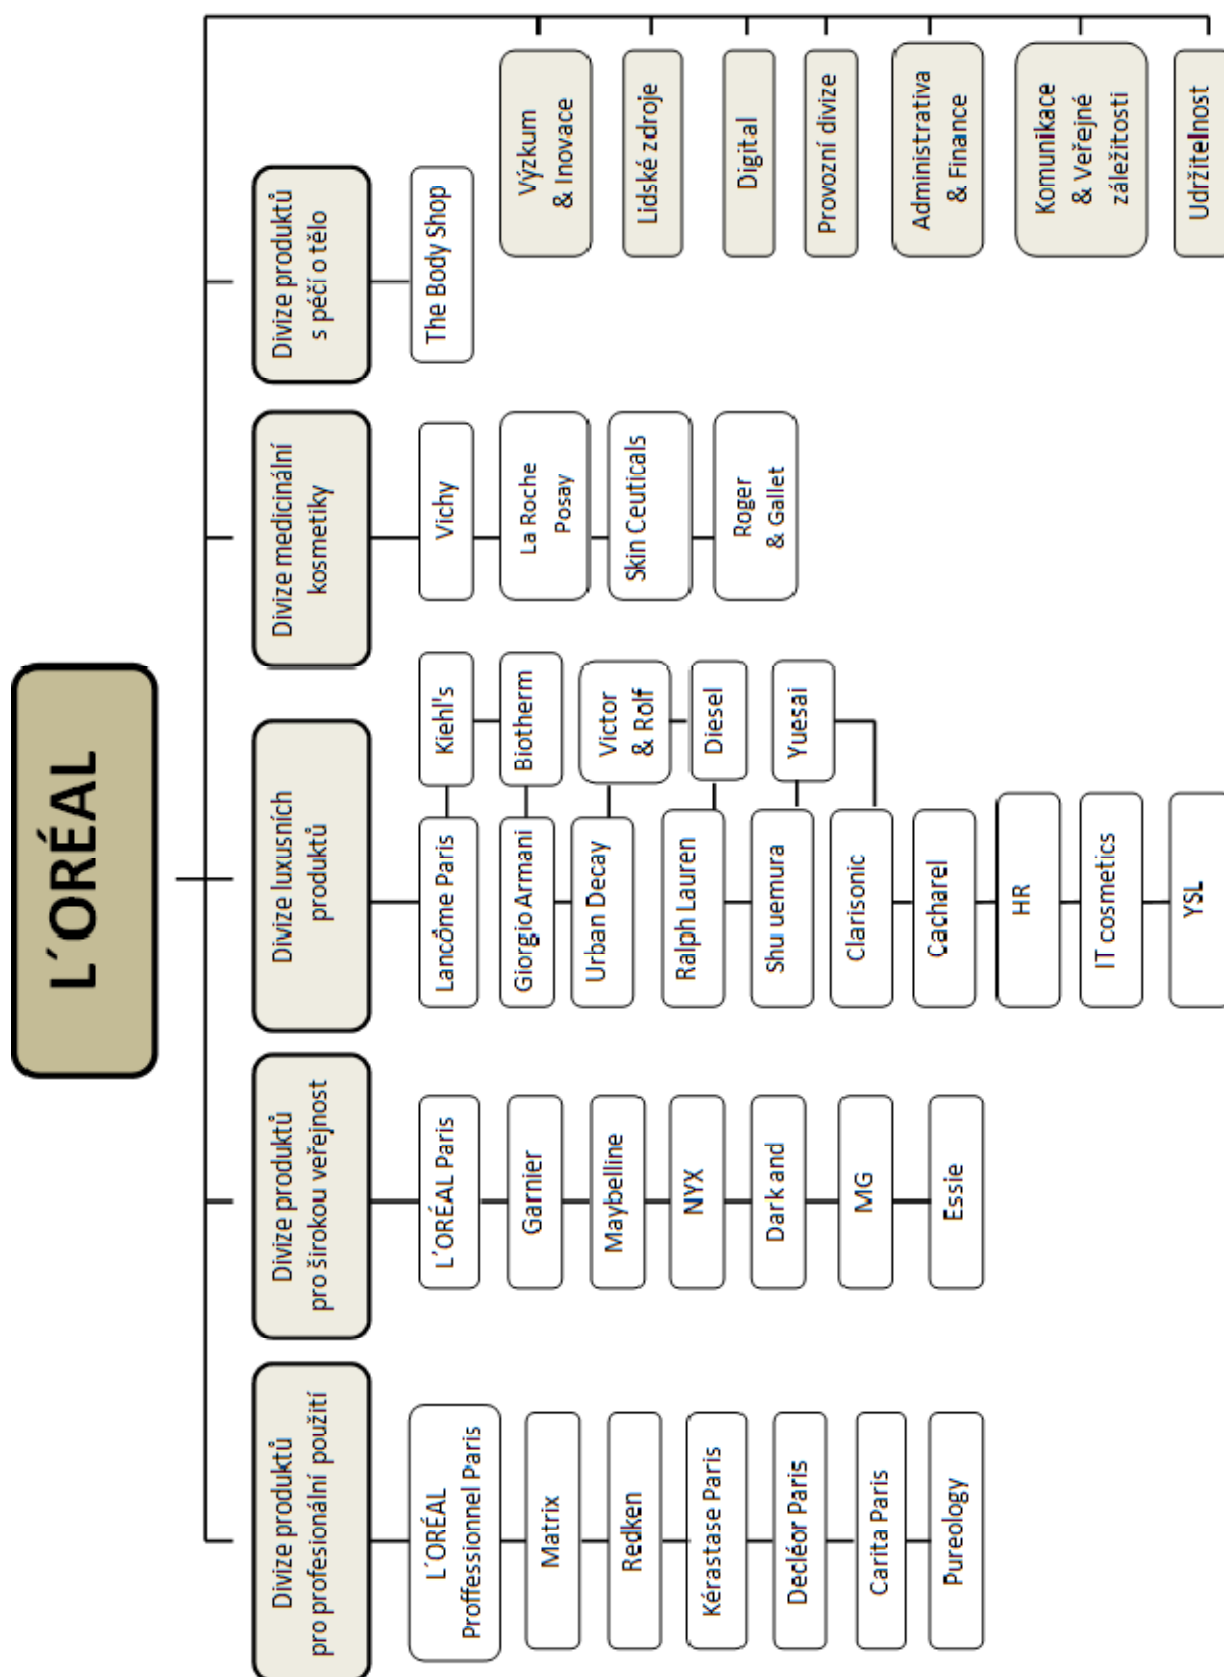 L´ORÉAL
Divize produktů
pro profesionální použití
L´ORÉAL
Proffessionnel Paris
Matrix
Redken
Kérastase Paris
Decléor Paris
Carita Paris
Pureology
Divize produktů
pro širokou veřejnost
L´ORÉAL Paris
Garnier
Maybelline
NYX
Dark and
MG
Essie
Divize luxusních
produktů
Lancôme Paris
Kiehl's
Giorgio Armani
Biotherm
Urban Decay
Victor
& Rolf
Ralph Lauren
Diesel
Shu uemura
Yuesai
Clarisonic
Cacharel
HR
IT cosmetics
YSL
Divize medicinální
kosmetiky
Vichy
La Roche
Posay
Skin Ceuticals
Roger
& Gallet
Divize produktů
s péčí o tělo
The Body Shop
Výzkum
& Inovace
Lidské zdroje
Digital
Provozní divize
Administrativa
& Finance
Komunikace
& Veřejné
záležitosti
Udržitelnost